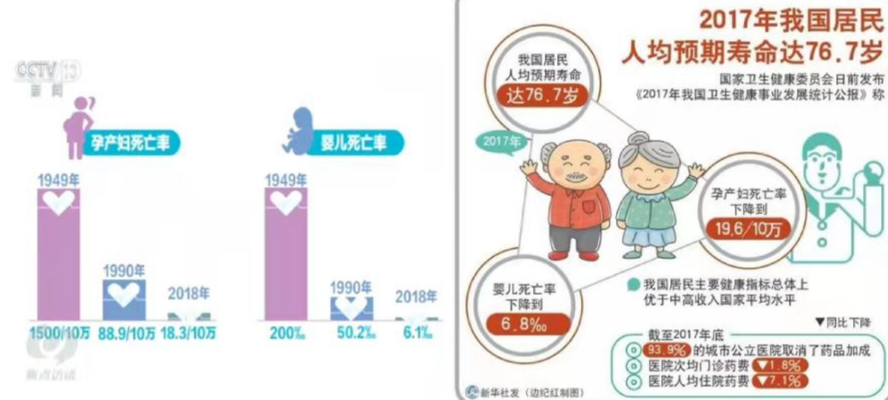 CCTV 13
新闻
孕产妇死亡率
婴儿死亡率
1949年
1990年
2018年
1500/10万
88.9/10万
18.3/10万
1949年
1990年
2018年
200‰
50.2‰
6.1‰
焦点访谈
2017年我国居民
人均预期寿命达76.7岁
国家卫生健康委员会日前发布
《2017年我国卫生健康事业发展统计公报》称
我国居民
人均预期寿命
达76.7岁
2017年
孕产妇死亡率
下降到
19.6/10万
婴儿死亡率
下降到
6.8‰
我国居民主要健康指标总体上
优于中高收入国家平均水平
▼同比下降
截至2017年底
93.9%的城市公立医院取消了药品加成
医院次均门诊药费▼1.8%
医院人均住院药费▼7.1%
新华社发(边纪红制图)